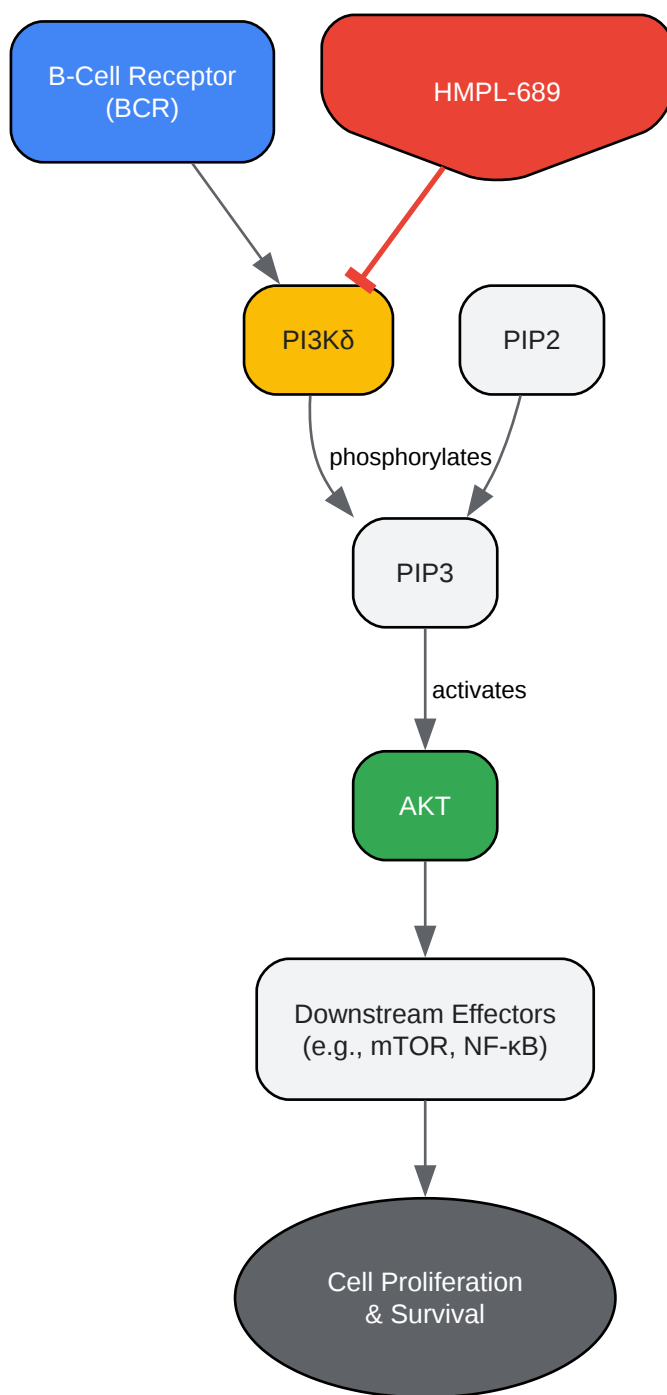 B-Cell Receptor
(BCR)
HMPL-689
PI3Kδ
PIP2
phosphorylates
PIP3
activates
AKT
Downstream Effectors
(e.g., mTOR, NF-κB)
Cell Proliferation
& Survival